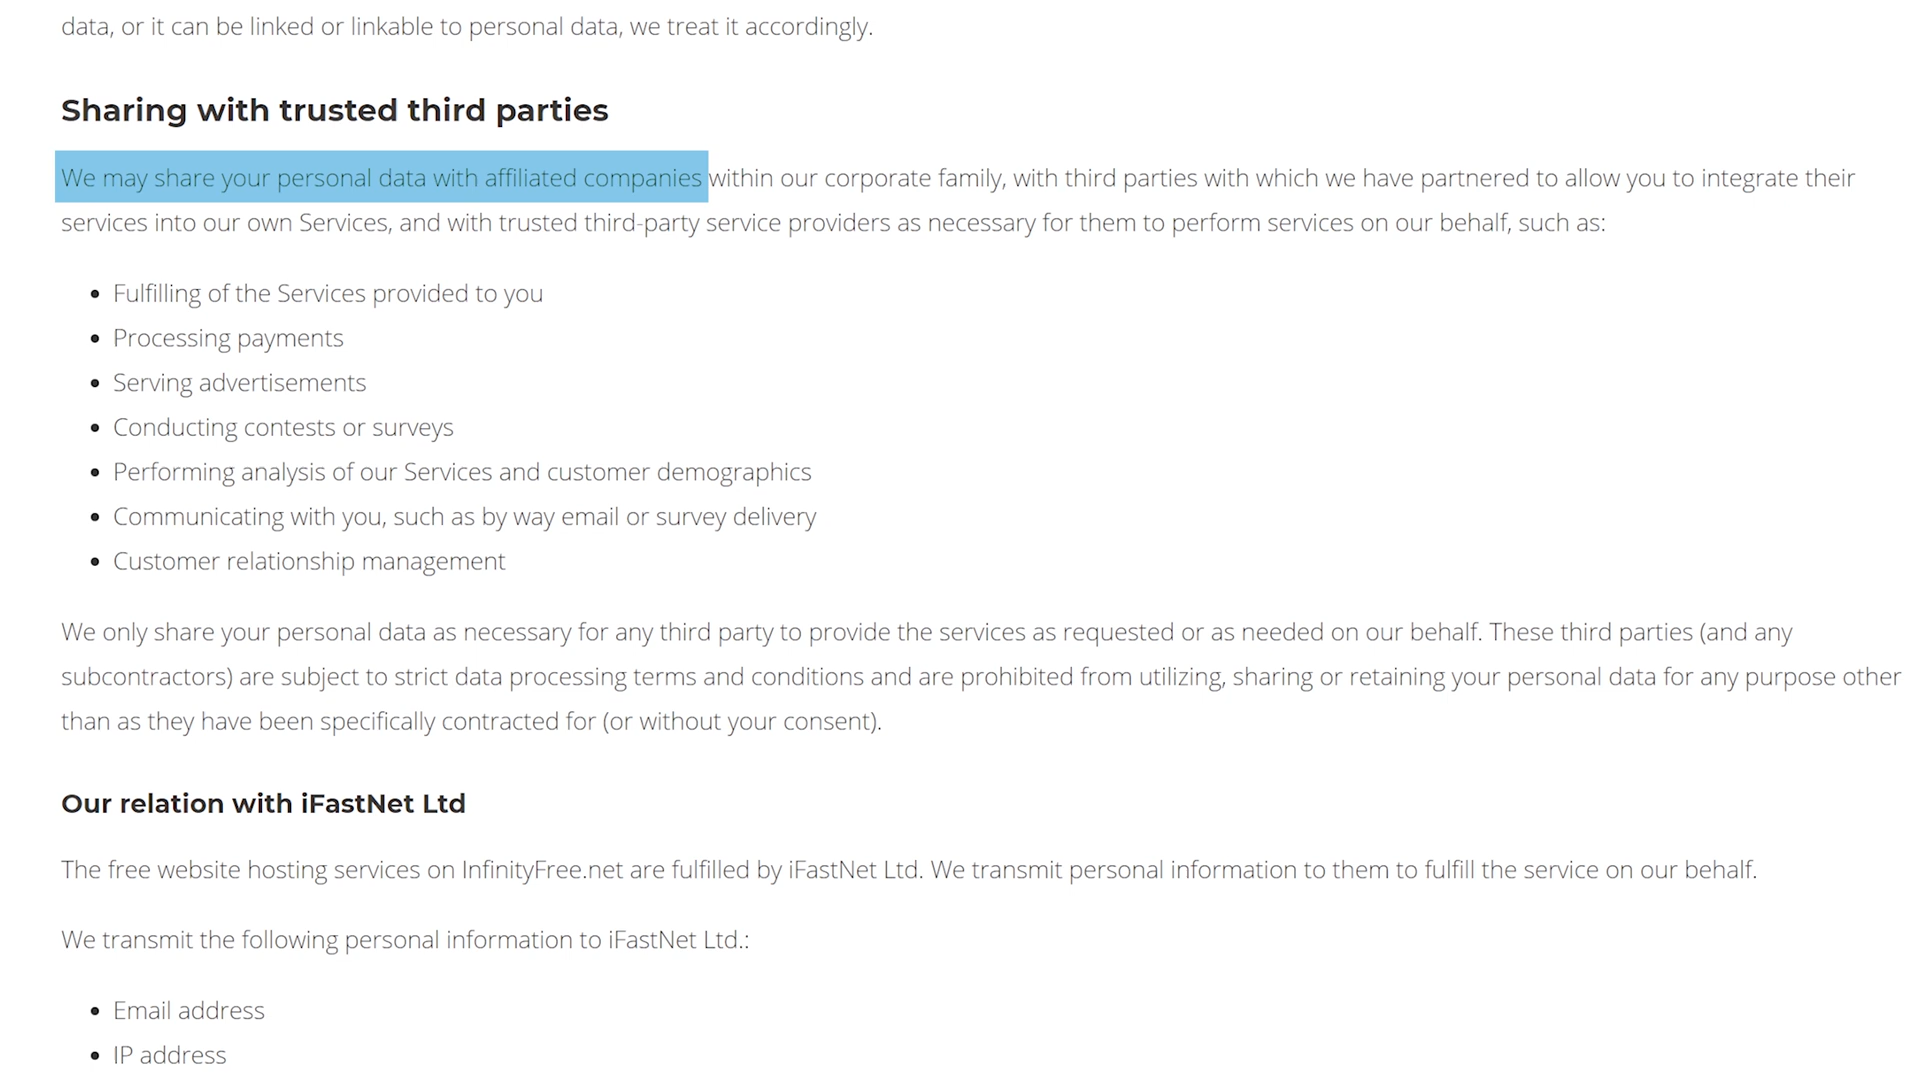 data, or it can be linked or linkable to personal data, we treat it accordingly.
Sharing with trusted third parties
We may share your personal data with affiliated companies within our corporate family, with third parties with which we have partnered to allow you to integrate their
services into our own Services, and with trusted third-party service providers as necessary for them to perform services on our behalf, such as:
• Fulfilling of the Services provided to you
• Processing payments
• Serving advertisements
• Conducting contests or surveys
• Performing analysis of our Services and customer demographics
• Communicating with you, such as by way email or survey delivery
• Customer relationship management
We only share your personal data as necessary for any third party to provide the services as requested or as needed on our behalf. These third parties (and any
subcontractors) are subject to strict data processing terms and conditions and are prohibited from utilizing, sharing or retaining your personal data for any purpose other
than as they have been specifically contracted for (or without your consent).
Our relation with iFastNet Ltd
The free website hosting services on InfinityFree.net are fulfilled by iFastNet Ltd. We transmit personal information to them to fulfill the service on our behalf.
We transmit the following personal information to iFastNet Ltd.:
• Email address
• IP address